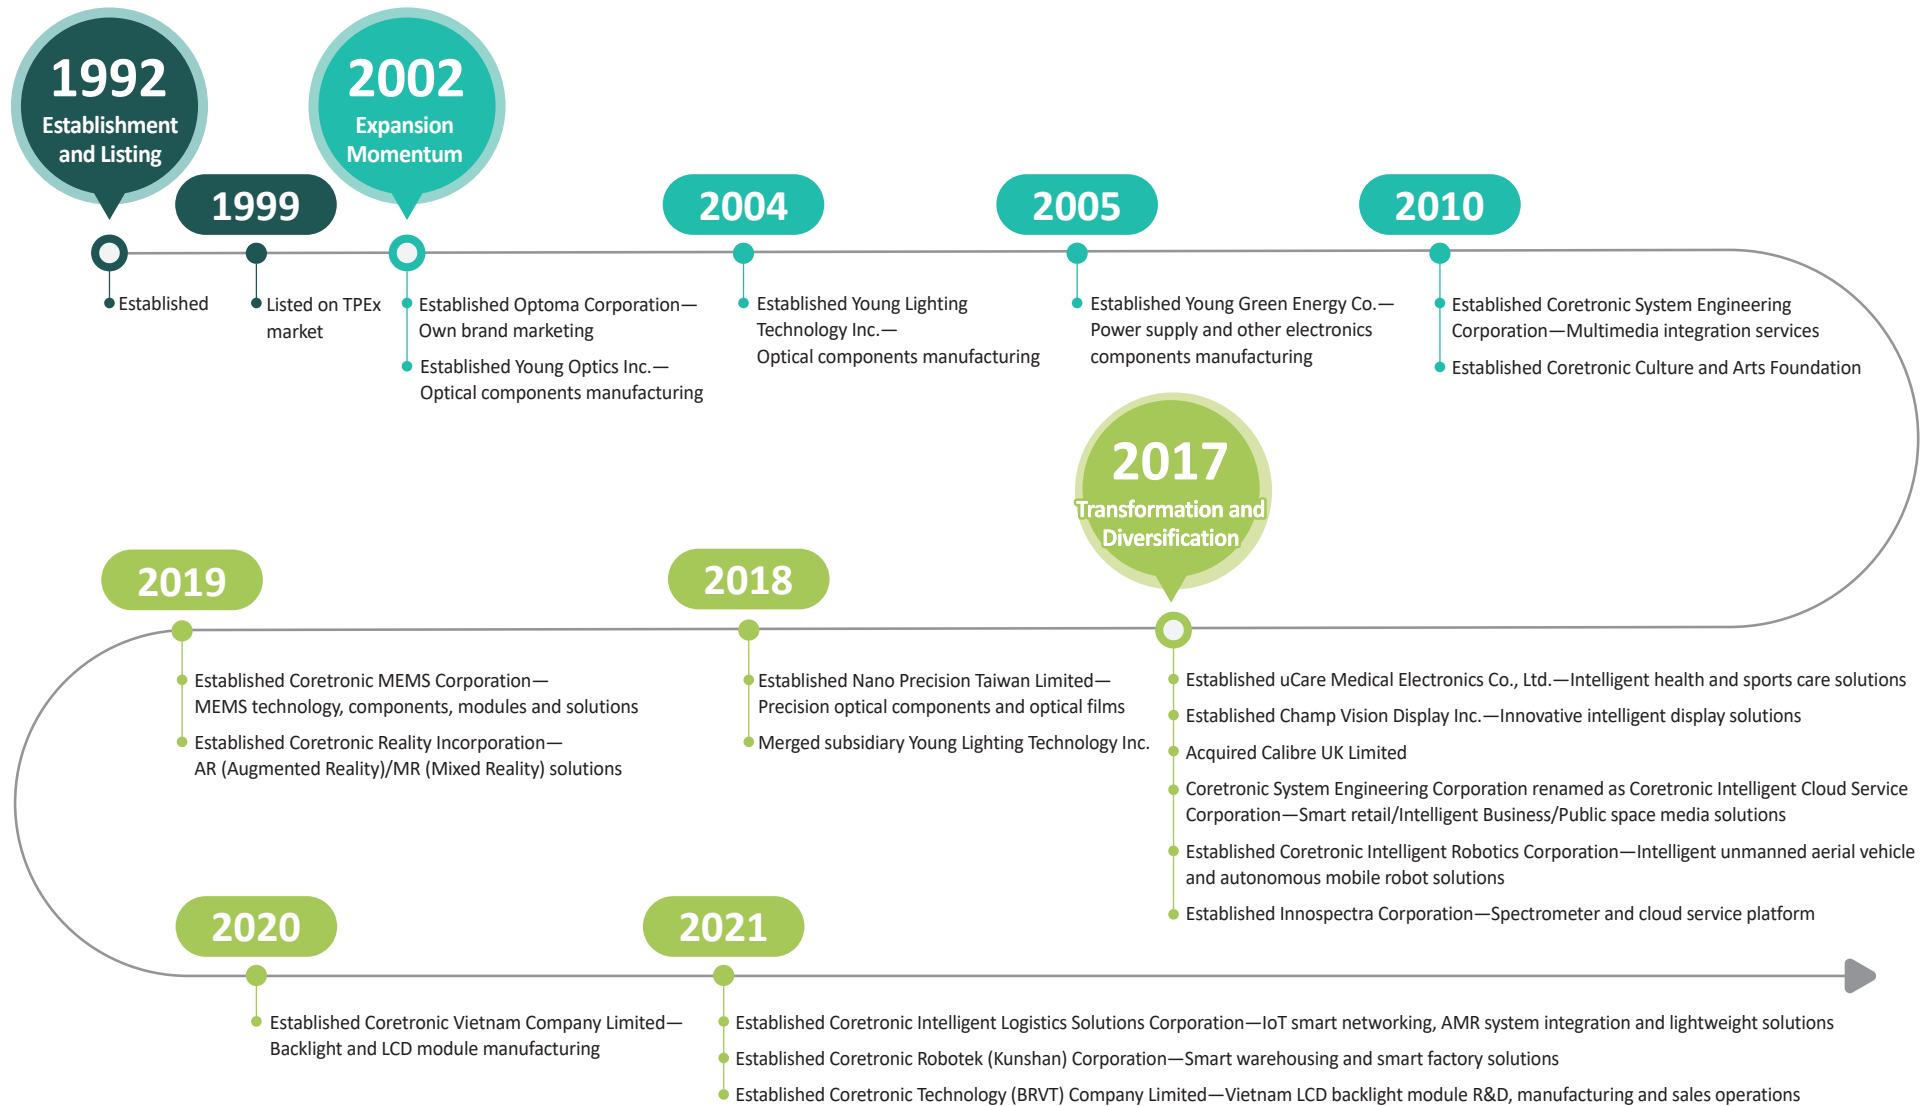 1992
Establishment
and Listing
1999
2002
Expansion
Momentum
2004
2005
2010
Established
Listed on TPEx
market
Established Optoma Corporation—
Own brand marketing
Established Young Optics Inc.—
Optical components manufacturing
Established Young Lighting
Technology Inc.—
Optical components manufacturing
Established Young Green Energy Co.—
Power supply and other electronics
components manufacturing
Established Coretronic System Engineering
Corporation—Multimedia integration services
Established Coretronic Culture and Arts Foundation
2017
Transformation and
Diversification
Established uCare Medical Electronics Co., Ltd.—Intelligent health and sports care solutions
Established Champ Vision Display Inc.—Innovative intelligent display solutions
Acquired Calibre UK Limited
Coretronic System Engineering Corporation renamed as Coretronic Intelligent Cloud Service
Corporation—Smart retail/Intelligent Business/Public space media solutions
Established Coretronic Intelligent Robotics Corporation—Intelligent unmanned aerial vehicle
and autonomous mobile robot solutions
Established Innospectra Corporation—Spectrometer and cloud service platform
2018
Established Nano Precision Taiwan Limited—
Precision optical components and optical films
Merged subsidiary Young Lighting Technology Inc.
2019
Established Coretronic MEMS Corporation—
MEMS technology, components, modules and solutions
Established Coretronic Reality Incorporation—
AR (Augmented Reality)/MR (Mixed Reality) solutions
2020
Established Coretronic Vietnam Company Limited—
Backlight and LCD module manufacturing
2021
Established Coretronic Intelligent Logistics Solutions Corporation—IoT smart networking, AMR system integration and lightweight solutions
Established Coretronic Robotek (Kunshan) Corporation—Smart warehousing and smart factory solutions
Established Coretronic Technology (BRVT) Company Limited—Vietnam LCD backlight module R&D, manufacturing and sales operations